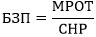 БЗП = МРОТ
СНР